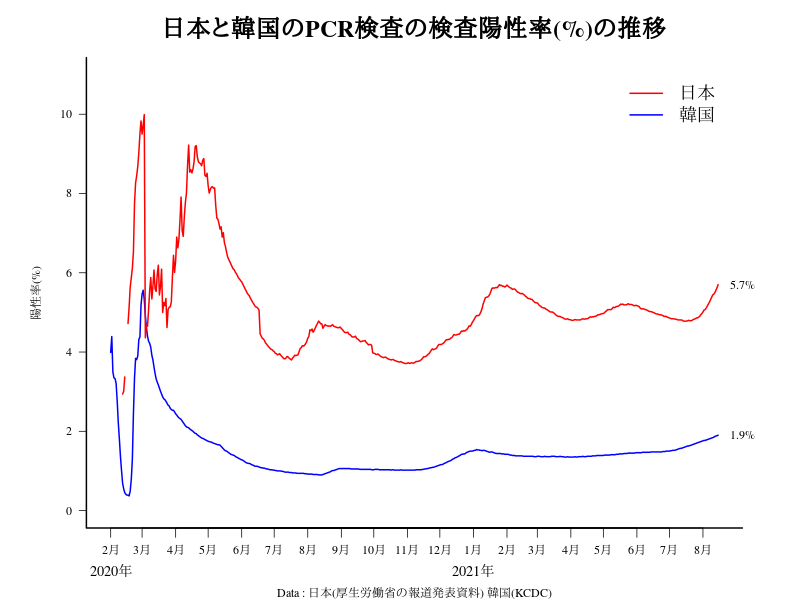 日本と韓国のPCR検査の検査陽性率(%)の推移
日本
韓国
陽性率(%)
10
8
6
4
2
0
5.7%
1.9%
2月 3月 4月 5月 6月 7月 8月 9月 10月 11月 12月 1月 2月 3月 4月 5月 6月 7月 8月
2020年 2021年
Data : 日本(厚生労働省の報道発表資料) 韓国(KCDC)